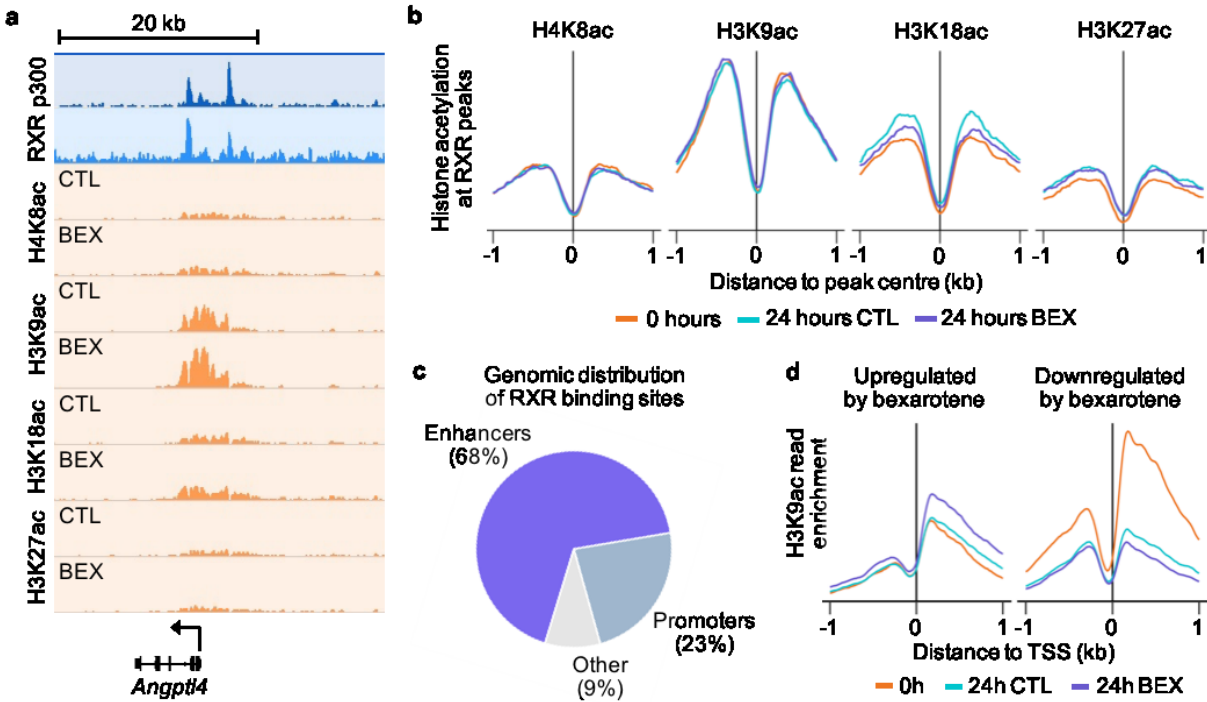 a
20 kb
p300
RXR
H4K8ac
CTL
BEX
H3K9ac
CTL
BEX
H3K18ac
CTL
BEX
H3K27ac
CTL
BEX
Angptl4
b
H4K8ac
H3K9ac
H3K18ac
H3K27ac
Histone acetylation
at RXR peaks
-1 0 1
-1 0 1
-1 0 1
-1 0 1
Distance to peak centre (kb)
0 hours
24 hours CTL
24 hours BEX
c
Genomic distribution
of RXR binding sites
Enhancers
(68%)
Promoters
(23%)
Other
(9%)
d
Upregulated
by bexarotene
Downregulated
by bexarotene
H3K9ac read
enrichment
-1 0 1
-1 0 1
Distance to TSS (kb)
0h
24h CTL
24h BEX